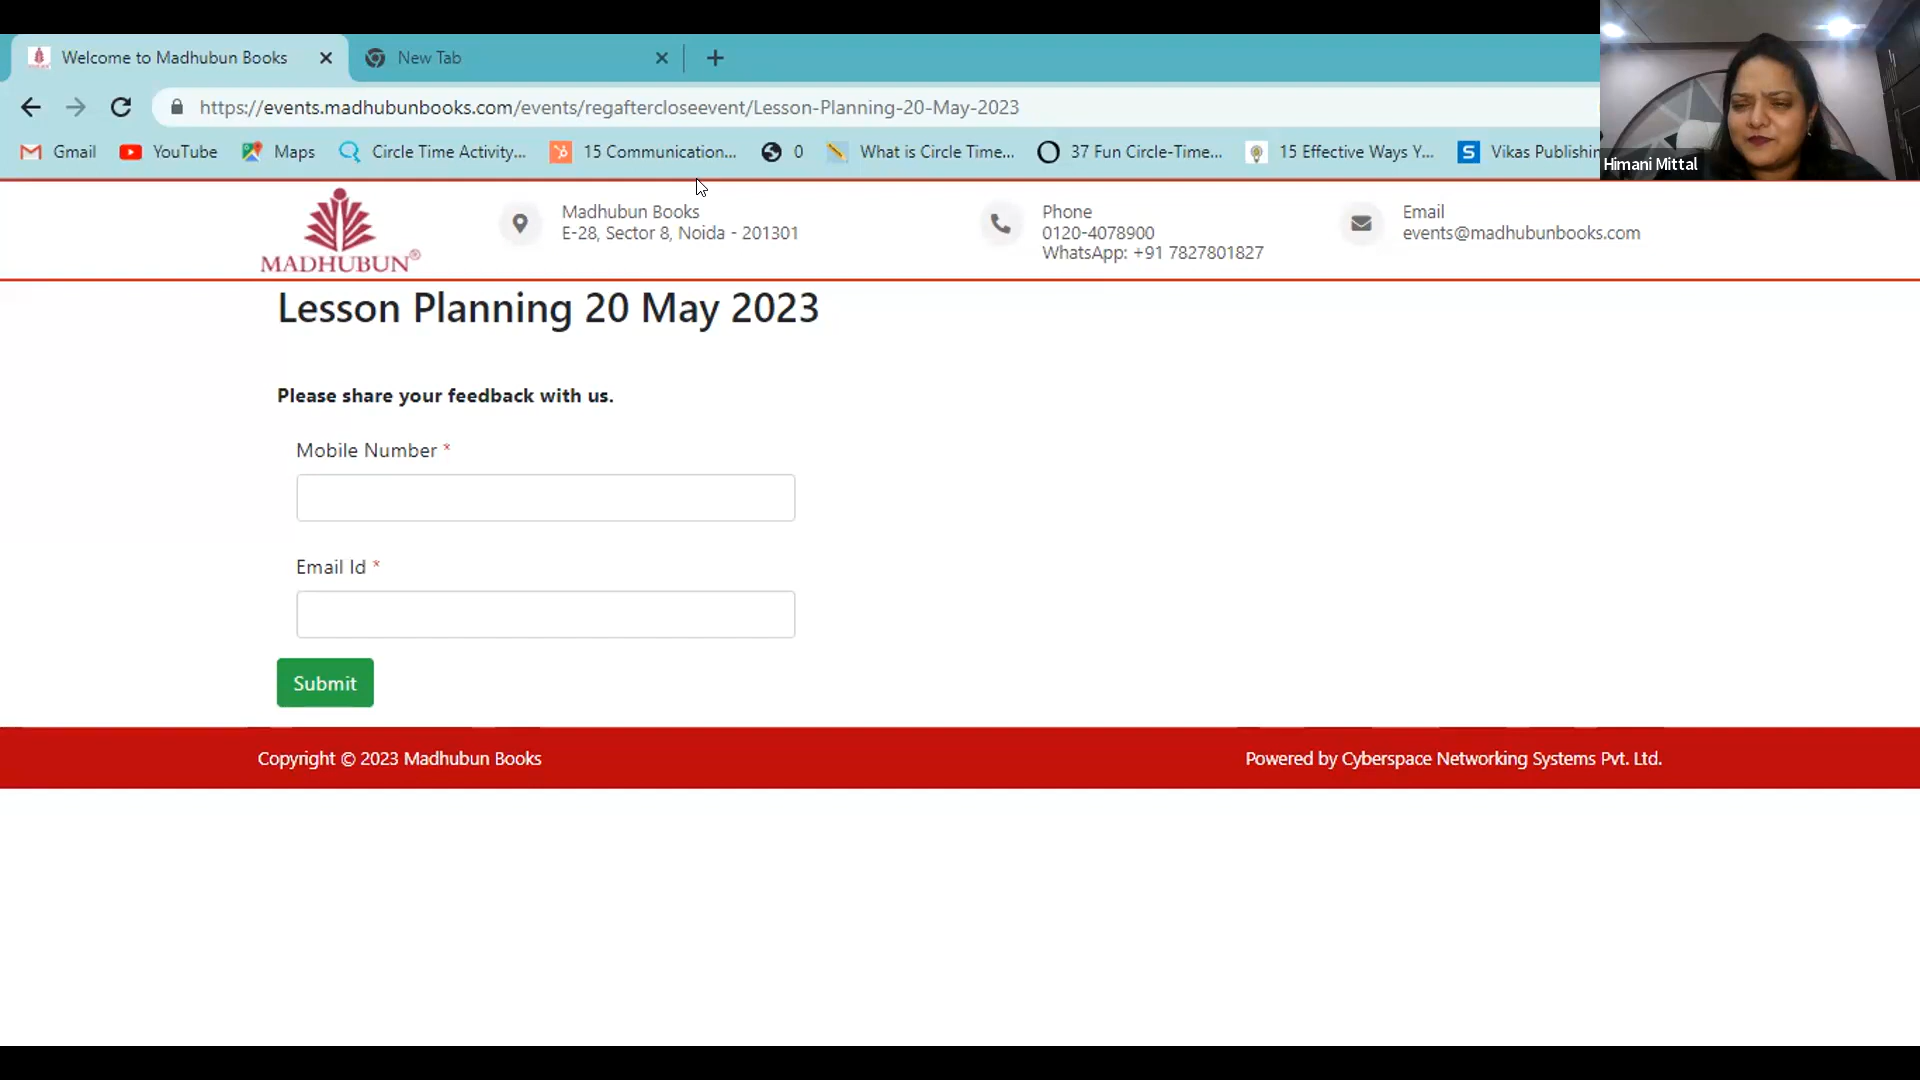 Welcome to Madhubun Books
New Tab
https://events.madhubunbooks.com/events/regaftercloseevent/Lesson-Planning-20-May-2023
Gmail
YouTube
Maps
Circle Time Activity...
15 Communication...
0
What is Circle Time...
37 Fun Circle-Time...
15 Effective Ways Y...
Vikas Publishin
Himani Mittal
MADHUBUN®
Madhubun Books
E-28, Sector 8, Noida - 201301
Phone
0120-4078900
WhatsApp: +91 7827801827
Email
events@madhubunbooks.com
Lesson Planning 20 May 2023
Please share your feedback with us.
Mobile Number *
Email Id *
Submit
Copyright © 2023 Madhubun Books
Powered by Cyberspace Networking Systems Pvt. Ltd.